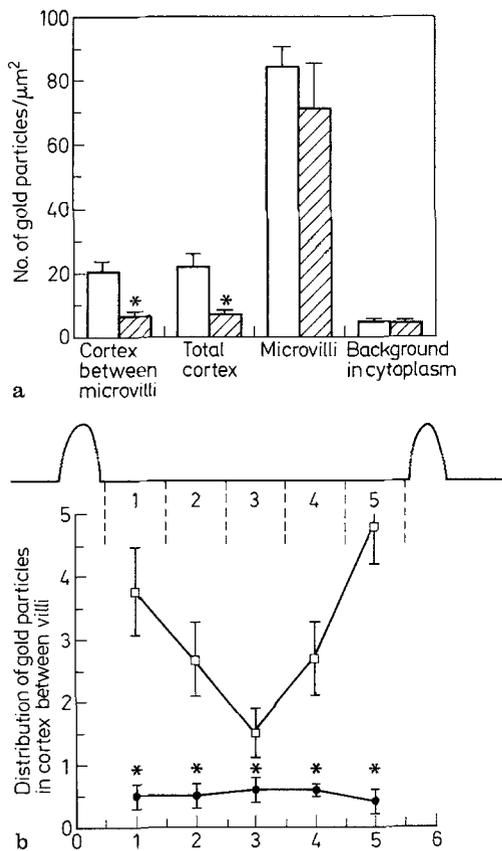 No. of gold particles/μm²
100
80
60
40
20
0
*
*
Cortex
between
microvilli
Total
cortex
Microvilli
Background
in cytoplasm
a
1 2 3 4 5
Distribution of gold particles
in cortex between villi
5
4
3
2
1
0
* * * * *
0 1 2 3 4 5 6
b